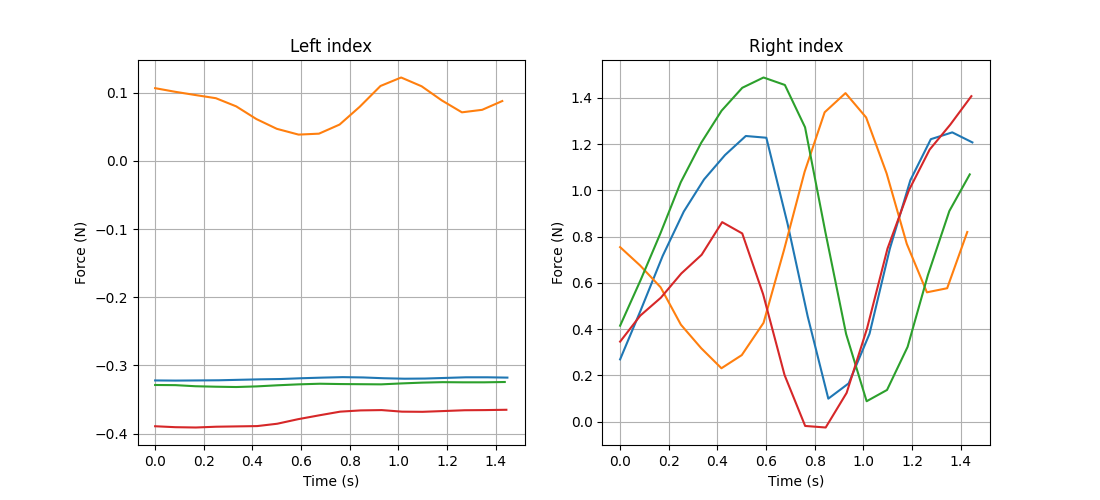 Left index
Right index
Force (N)
0.1
0.0
−0.1
−0.2
−0.3
−0.4
0.0 0.2 0.4 0.6 0.8 1.0 1.2 1.4
Time (s)
Force (N)
1.4
1.2
1.0
0.8
0.6
0.4
0.2
0.0
0.0 0.2 0.4 0.6 0.8 1.0 1.2 1.4
Time (s)